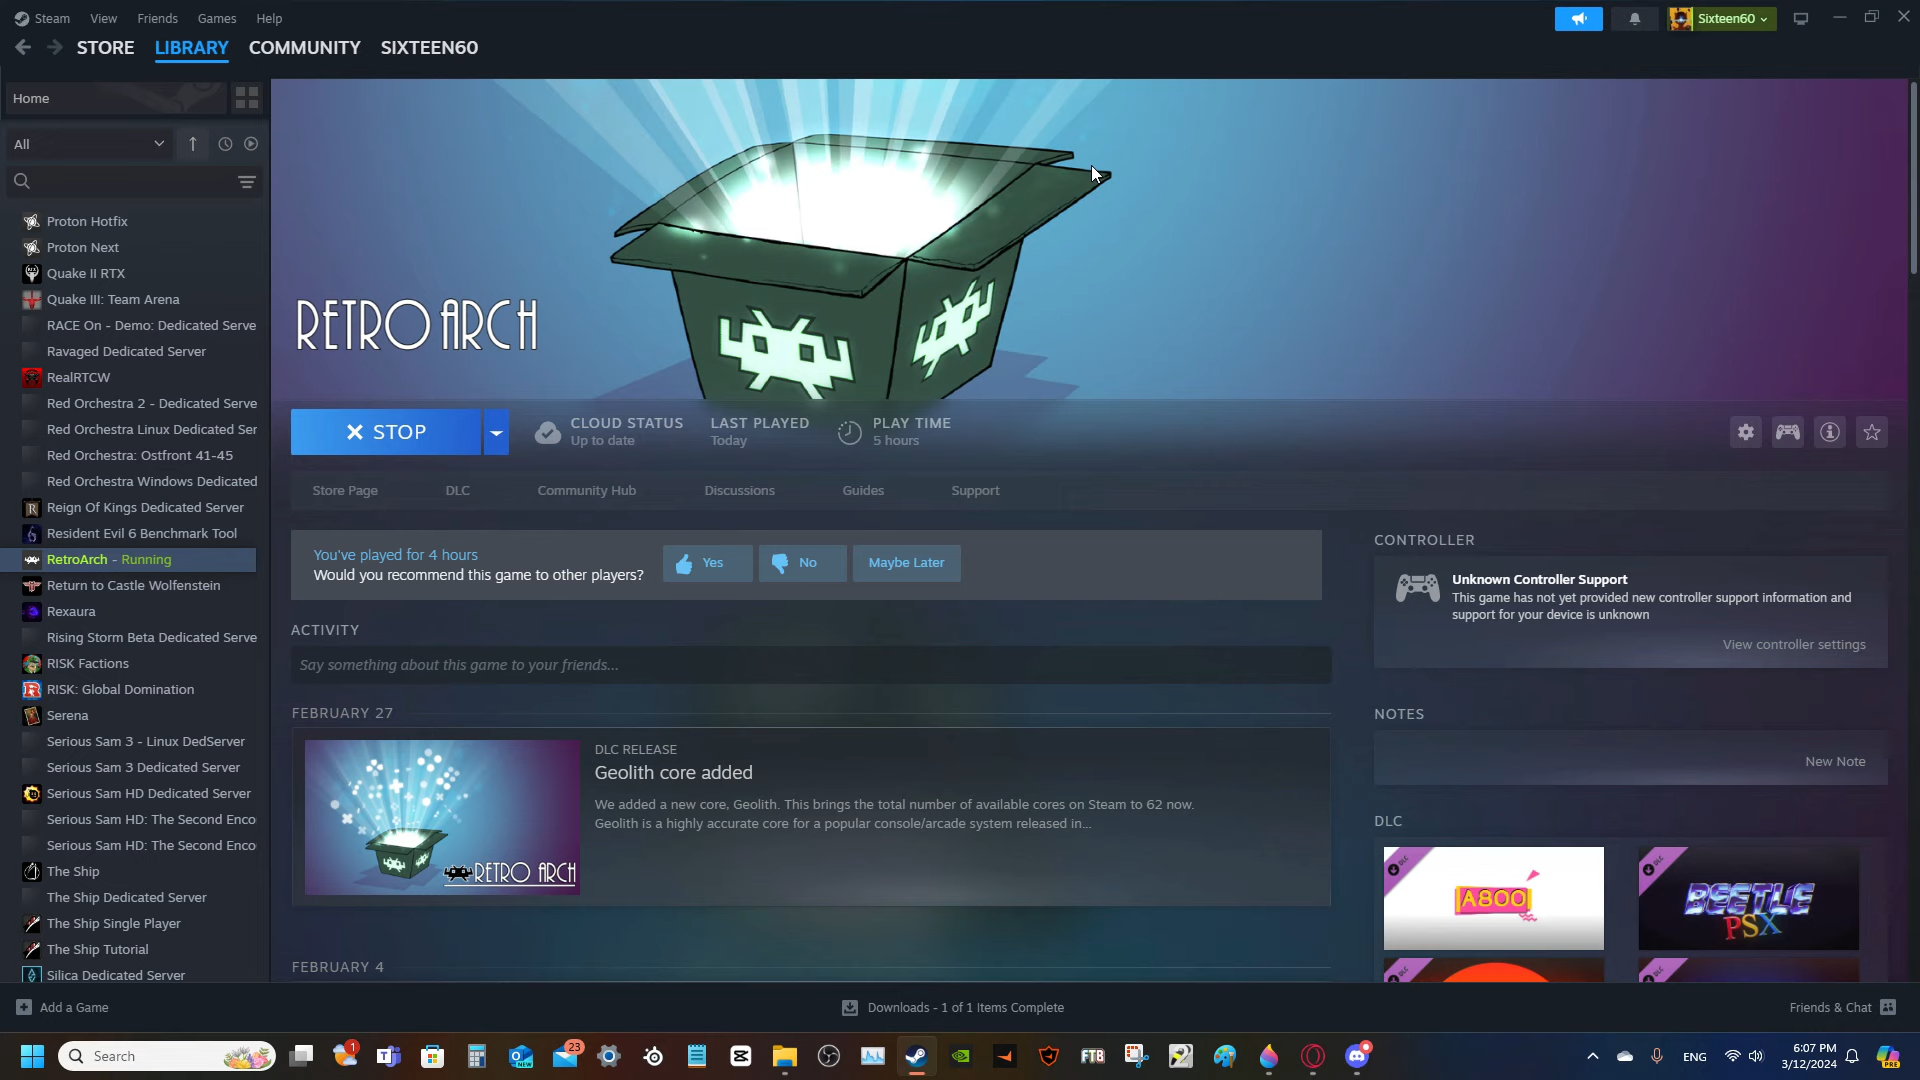 Steam View Friends Games Help
Sixteen60
STORE LIBRARY COMMUNITY SIXTEEN60
Home
All
Proton Hotfix
Proton Next
Quake II RTX
Quake III: Team Arena
RACE On - Demo: Dedicated Serve
Ravaged Dedicated Server
RealRTCW
Red Orchestra 2 - Dedicated Serve
Red Orchestra Linux Dedicated Ser
Red Orchestra: Ostfront 41-45
Red Orchestra Windows Dedicated
Reign Of Kings Dedicated Server
Resident Evil 6 Benchmark Tool
RetroArch - Running
Return to Castle Wolfenstein
Rexaura
Rising Storm Beta Dedicated Serve
RISK Factions
RISK: Global Domination
Serena
Serious Sam 3 - Linux DedServer
Serious Sam 3 Dedicated Server
Serious Sam HD Dedicated Server
Serious Sam HD: The Second Enco
Serious Sam HD: The Second Enco
The Ship
The Ship Dedicated Server
The Ship Single Player
The Ship Tutorial
Silica Dedicated Server
RETROARCH
STOP
CLOUD STATUS
Up to date
LAST PLAYED
Today
PLAY TIME
5 hours
Store Page DLC Community Hub Discussions Guides Support
You've played for 4 hours
Would you recommend this game to other players?
Yes No Maybe Later
ACTIVITY
Say something about this game to your friends...
FEBRUARY 27
RETROARCH
DLC RELEASE
Geolith core added
We added a new core, Geolith. This brings the total number of available cores on Steam to 62 now.
Geolith is a highly accurate core for a popular console/arcade system released in...
FEBRUARY 4
CONTROLLER
Unknown Controller Support
This game has not yet provided new controller support information and
support for your device is unknown
View controller settings
NOTES
New Note
DLC
DLC
A800
DLC
BEETLE
PSX
DLC
DLC
Add a Game
Downloads - 1 of 1 Items Complete
Friends & Chat
Search
1
NEW
23
FTB
ENG
6:07 PM
3/12/2024
PRE